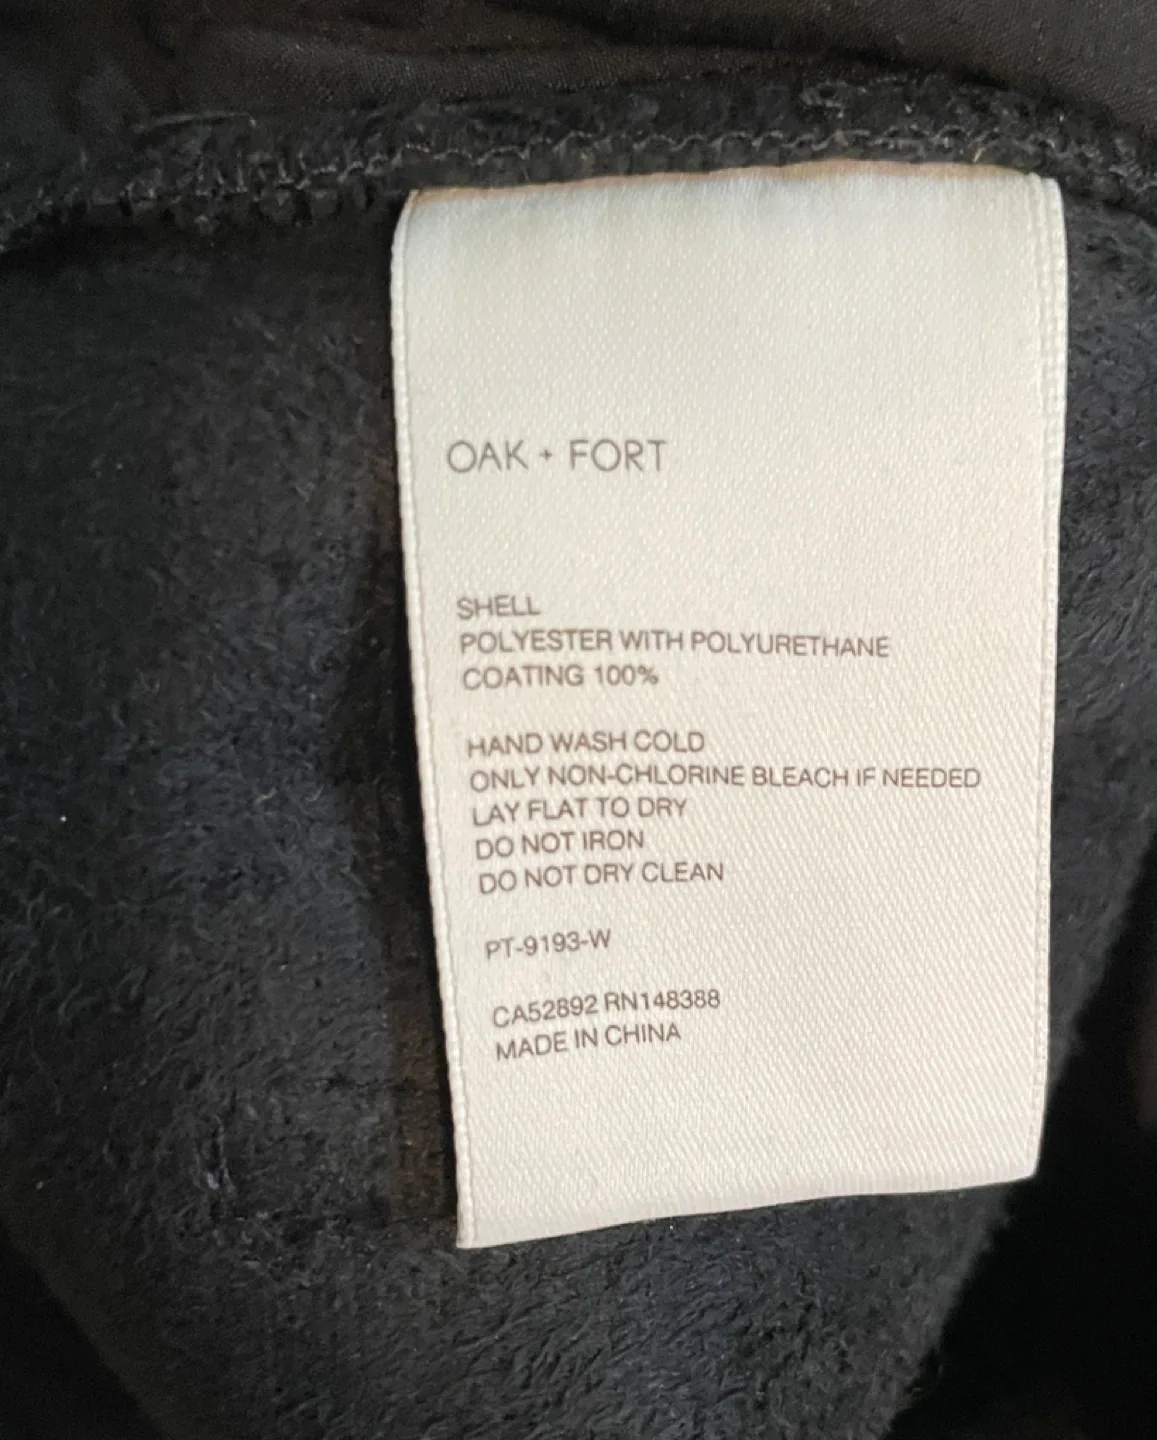 OAK + FORT
SHELL
POLYESTER WITH POLYURETHANE
COATING 100%
HAND WASH COLD
ONLY NON-CHLORINE BLEACH IF NEEDED
LAY FLAT TO DRY
DO NOT IRON
DO NOT DRY CLEAN
PT-9193-W
CA52892 RN148388
MADE IN CHINA